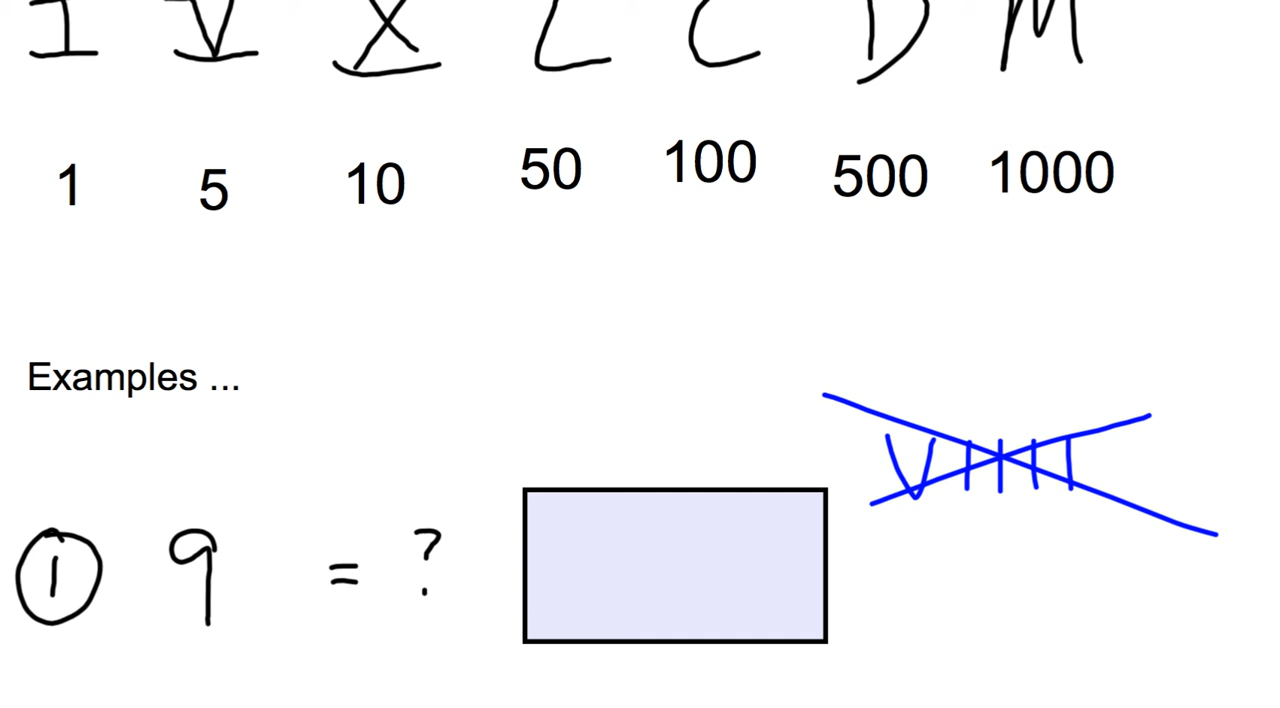 I V X L C D M
1 5 10 50 100 500 1000
Examples ...
VIIII
① 9 = ?